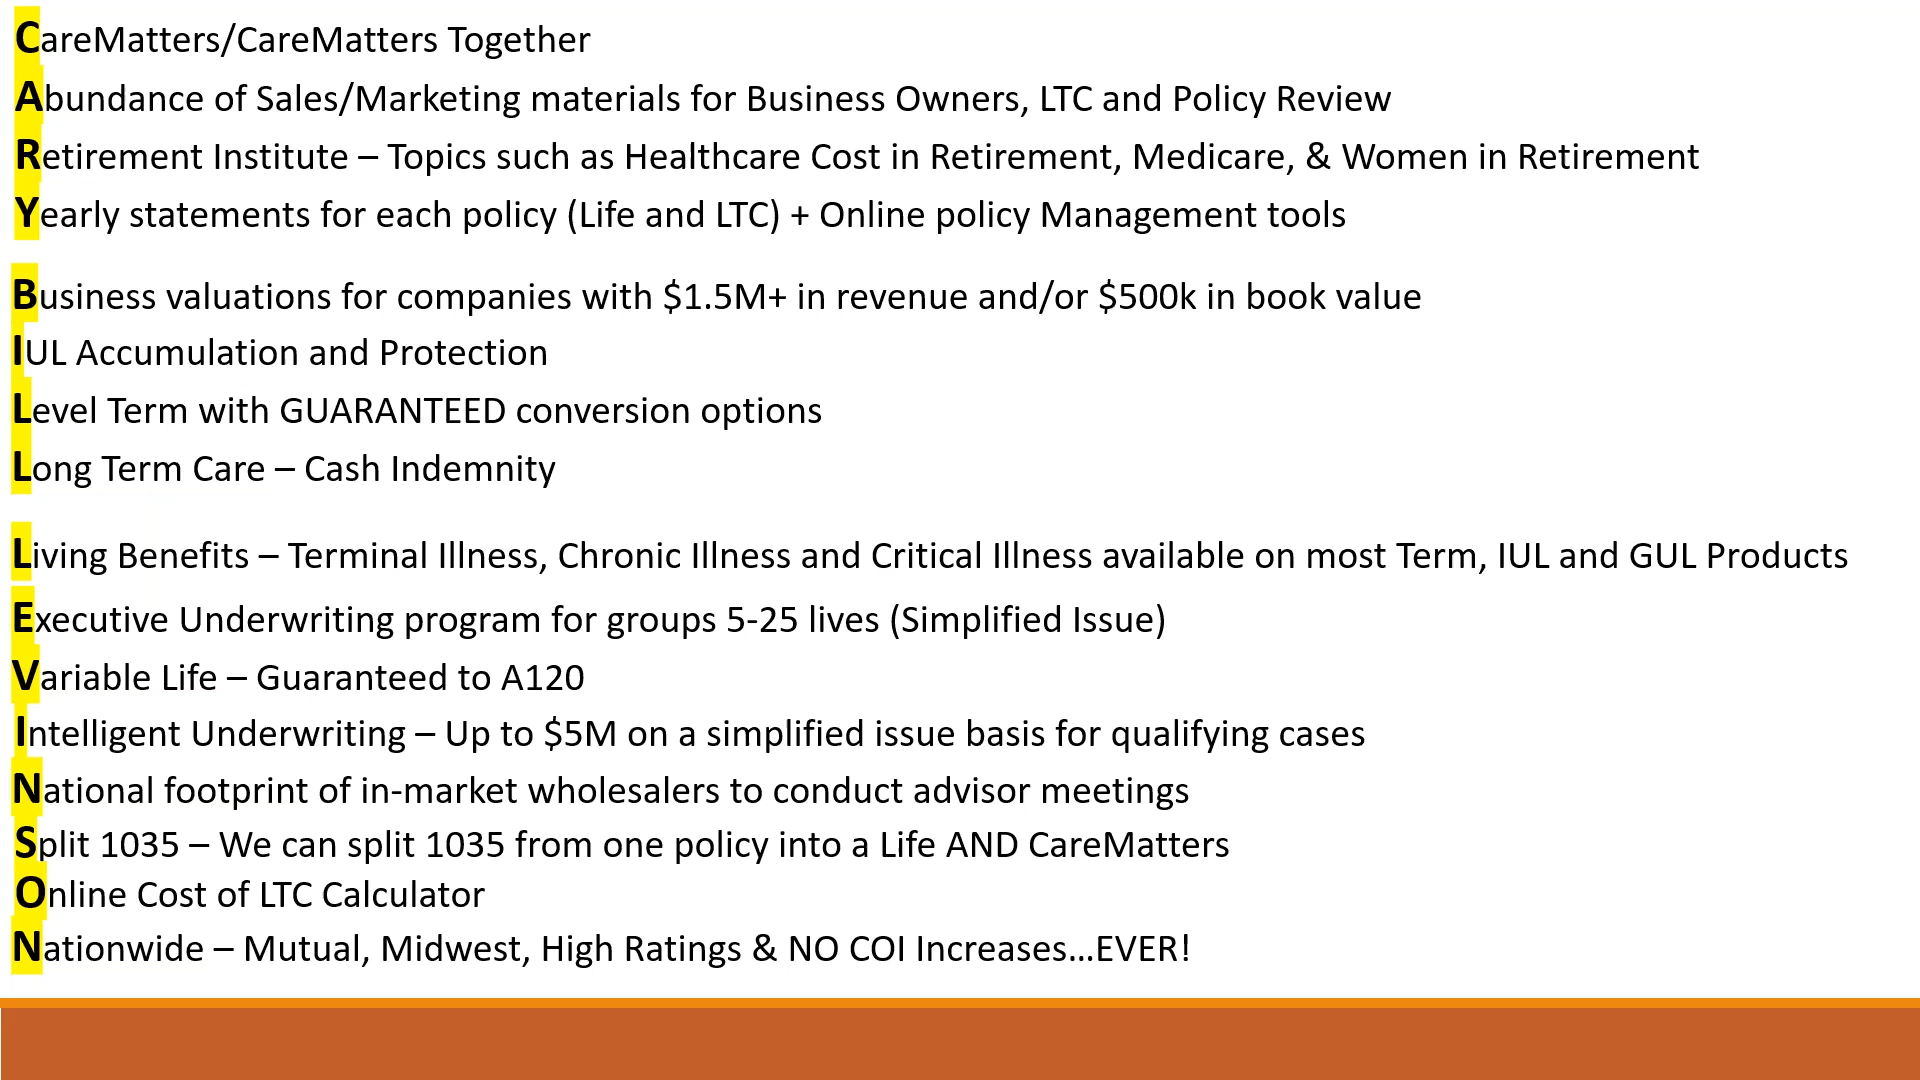 CareMatters/CareMatters Together
Abundance of Sales/Marketing materials for Business Owners, LTC and Policy Review
Retirement Institute – Topics such as Healthcare Cost in Retirement, Medicare, & Women in Retirement
Yearly statements for each policy (Life and LTC) + Online policy Management tools
Business valuations for companies with $1.5M+ in revenue and/or $500k in book value
IUL Accumulation and Protection
Level Term with GUARANTEED conversion options
Long Term Care – Cash Indemnity
Living Benefits – Terminal Illness, Chronic Illness and Critical Illness available on most Term, IUL and GUL Products
Executive Underwriting program for groups 5-25 lives (Simplified Issue)
Variable Life – Guaranteed to A120
Intelligent Underwriting – Up to $5M on a simplified issue basis for qualifying cases
National footprint of in-market wholesalers to conduct advisor meetings
Split 1035 – We can split 1035 from one policy into a Life AND CareMatters
Online Cost of LTC Calculator
Nationwide – Mutual, Midwest, High Ratings & NO COI Increases…EVER!